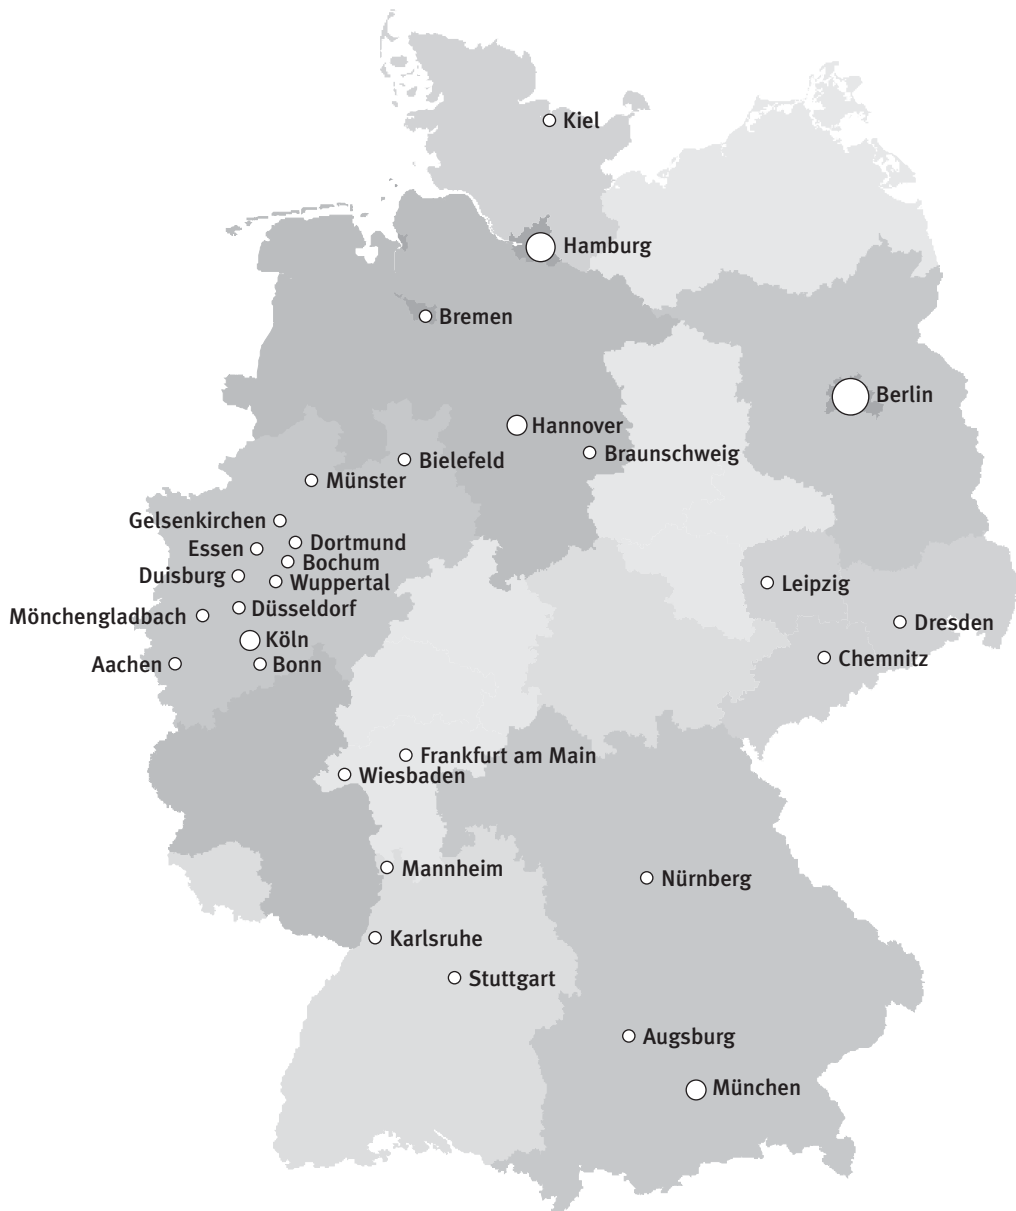 Kiel
Hamburg
Bremen
Berlin
Hannover
Braunschweig
Bielefeld
Münster
Gelsenkirchen
Dortmund
Essen
Bochum
Duisburg
Wuppertal
Leipzig
Düsseldorf
Mönchengladbach
Dresden
Köln
Chemnitz
Aachen
Bonn
Frankfurt am Main
Wiesbaden
Mannheim
Nürnberg
Karlsruhe
Stuttgart
Augsburg
München